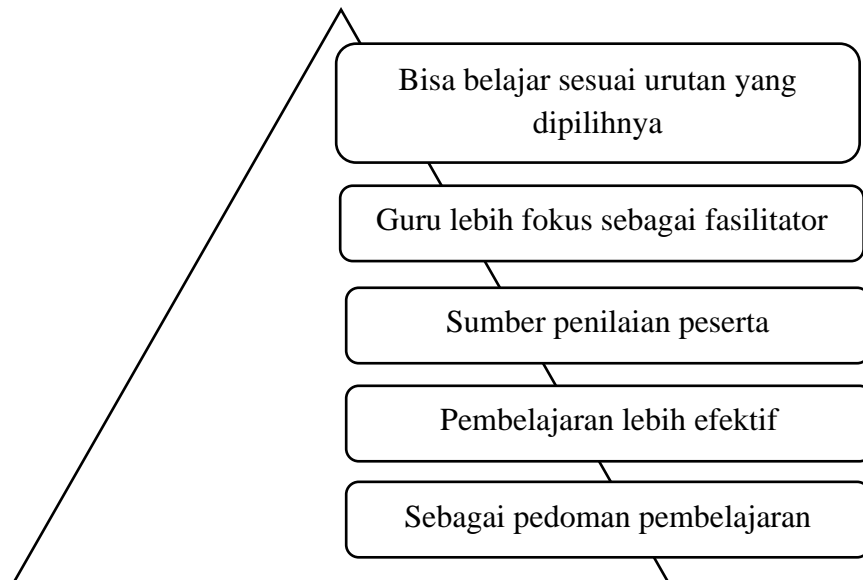 Bisa belajar sesuai urutan yang
dipilihnya
Guru lebih fokus sebagai fasilitator
Sumber penilaian peserta
Pembelajaran lebih efektif
Sebagai pedoman pembelajaran